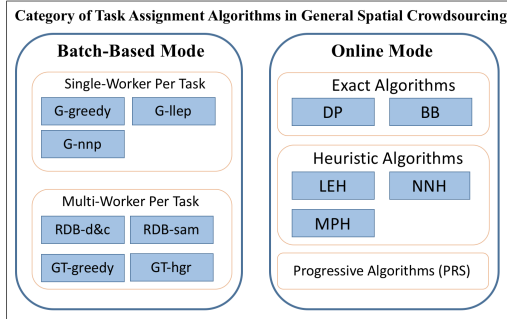 Category of Task Assignment Algorithms in General Spatial Crowdsourcing
Batch-Based Mode
Single-Worker Per Task
G-greedy G-llep
G-nnp
Multi-Worker Per Task
RDB-d&c RDB-sam
GT-greedy GT-hgr
Online Mode
Exact Algorithms
DP BB
Heuristic Algorithms
LEH NNH
MPH
Progressive Algorithms (PRS)